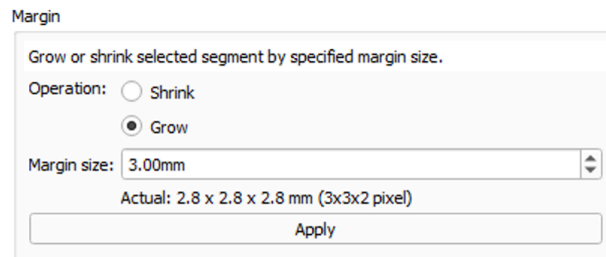 Margin
Grow or shrink selected segment by specified margin size.
Operation: Shrink
Grow
Margin size: 3.00mm
Actual: 2.8 x 2.8 x 2.8 mm (3x3x2 pixel)
Apply